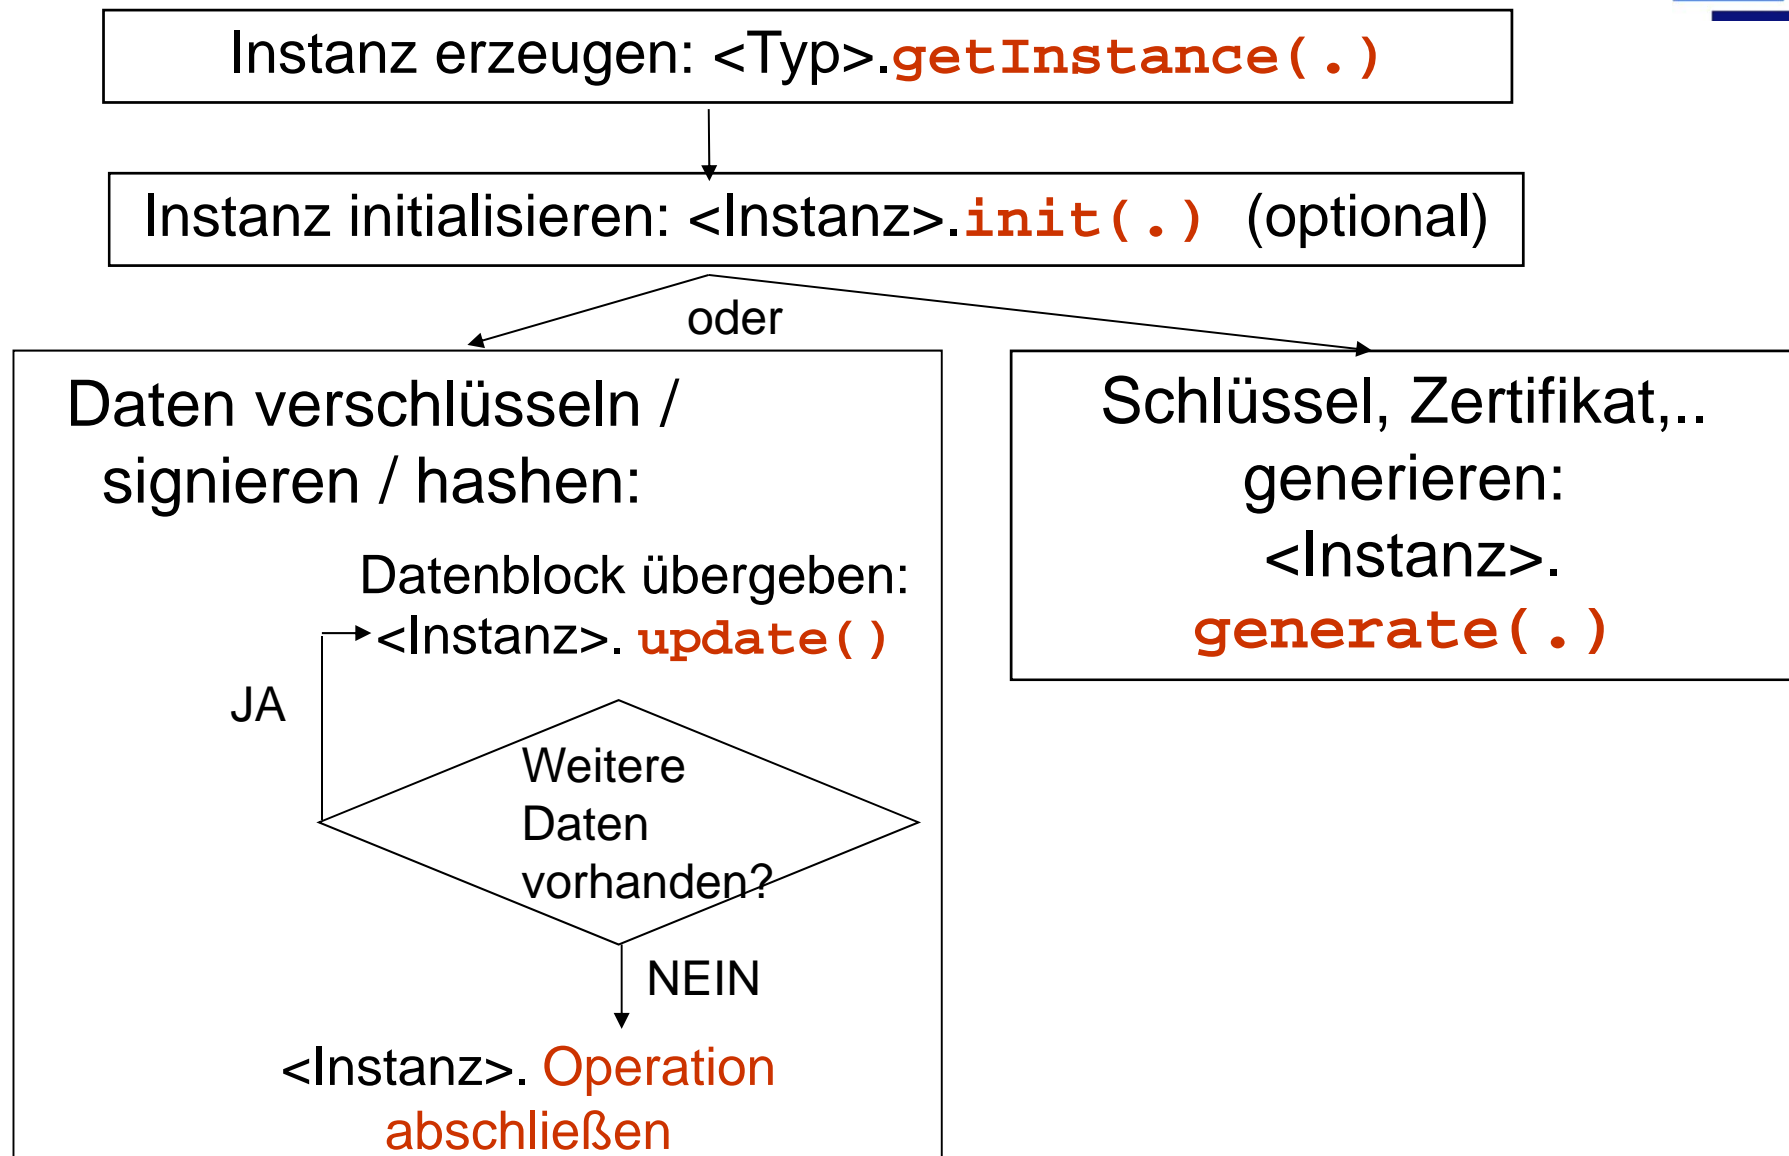 Instanz erzeugen: <Typ>.getInstance(.)
Instanz initialisieren: <Instanz>.init(.) (optional)
oder
Daten verschlüsseln /
signieren / hashen:
Datenblock übergeben:
<Instanz>. update()
JA
Weitere
Daten
vorhanden?
NEIN
<Instanz>. Operation
abschließen
Schlüssel, Zertifikat,..
generieren:
<Instanz>.
generate(.)